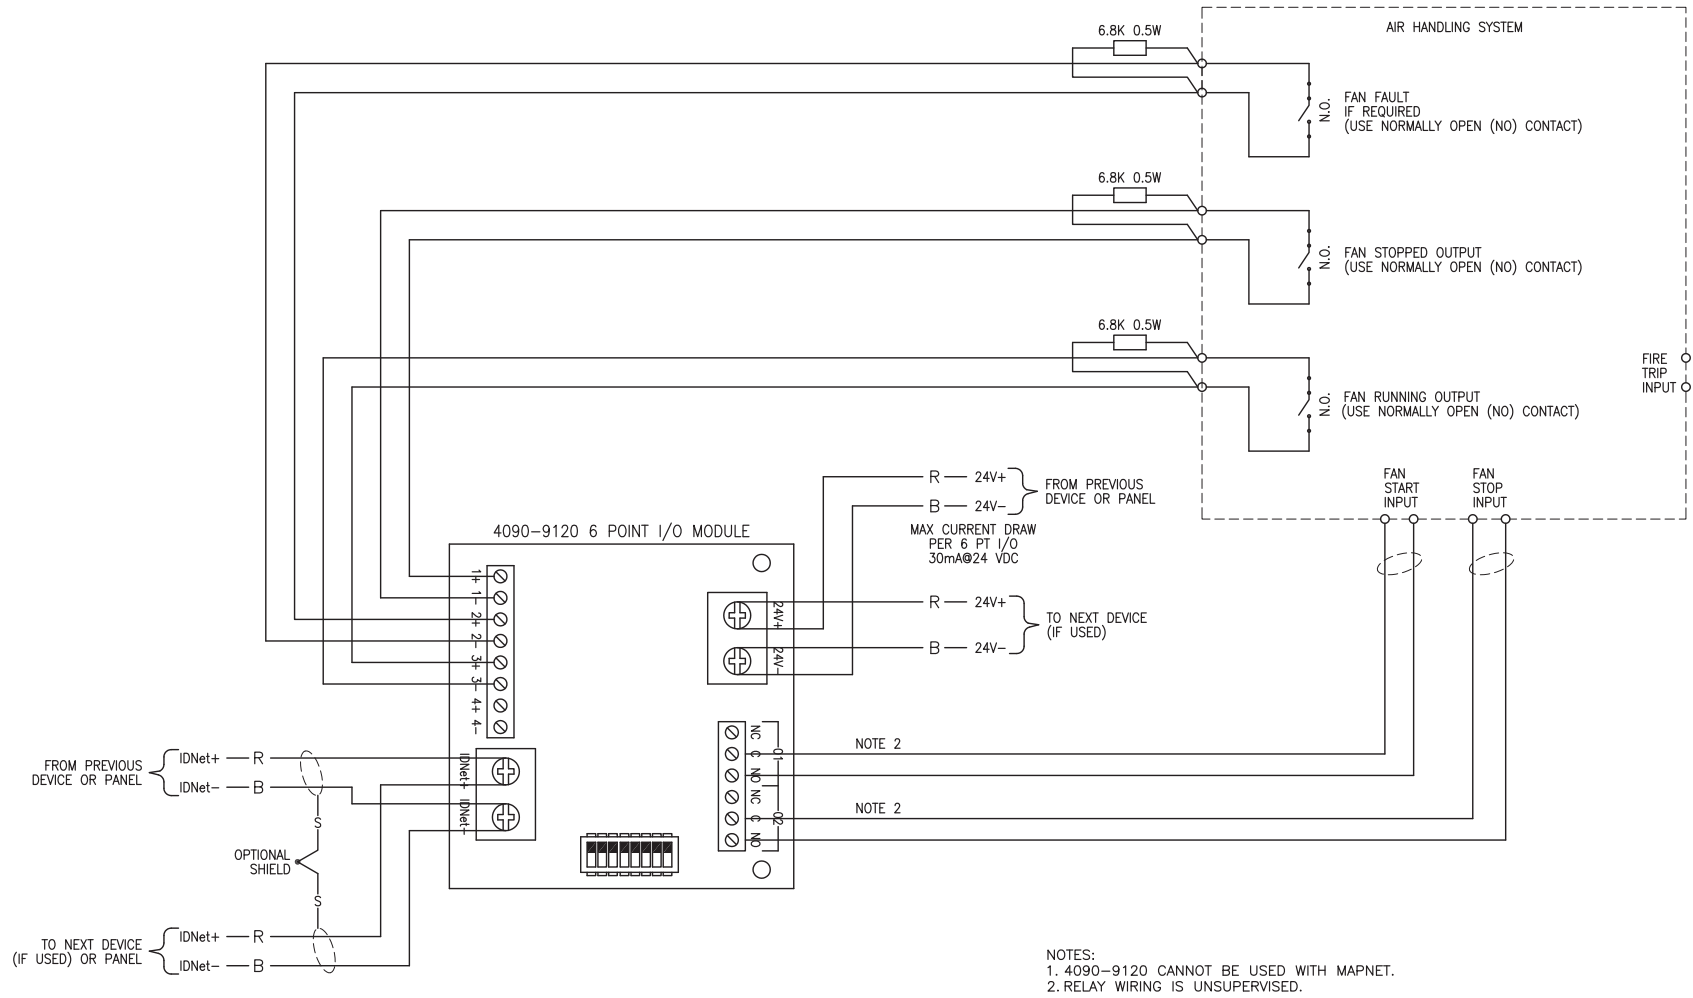 AIR HANDLING SYSTEM
6.8K 0.5W
N.O.
FAN FAULT
IF REQUIRED
(USE NORMALLY OPEN (NO) CONTACT)
6.8K 0.5W
N.O.
FAN STOPPED OUTPUT
(USE NORMALLY OPEN (NO) CONTACT)
6.8K 0.5W
N.O.
FAN RUNNING OUTPUT
(USE NORMALLY OPEN (NO) CONTACT)
FIRE
TRIP
INPUT
FAN
START
INPUT
FAN
STOP
INPUT
R 24V+
B 24V-
FROM PREVIOUS
DEVICE OR PANEL
MAX CURRENT DRAW
PER 6 PT I/O
30mA@24 VDC
4090-9120 6 POINT I/O MODULE
1+
1-
2+
2-
3+
3-
4+
4-
24V+
24V-
R 24V+
B 24V-
TO NEXT DEVICE
(IF USED)
NC
C
NO
01
NC
C
NO
02
NOTE 2
NOTE 2
IDNet+
IDNet-
FROM PREVIOUS
DEVICE OR PANEL
IDNet+ R
IDNet- B
S
OPTIONAL
SHIELD
S
TO NEXT DEVICE
(IF USED) OR PANEL
IDNet+ R
IDNet- B
NOTES:
1. 4090-9120 CANNOT BE USED WITH MAPNET.
2. RELAY WIRING IS UNSUPERVISED.